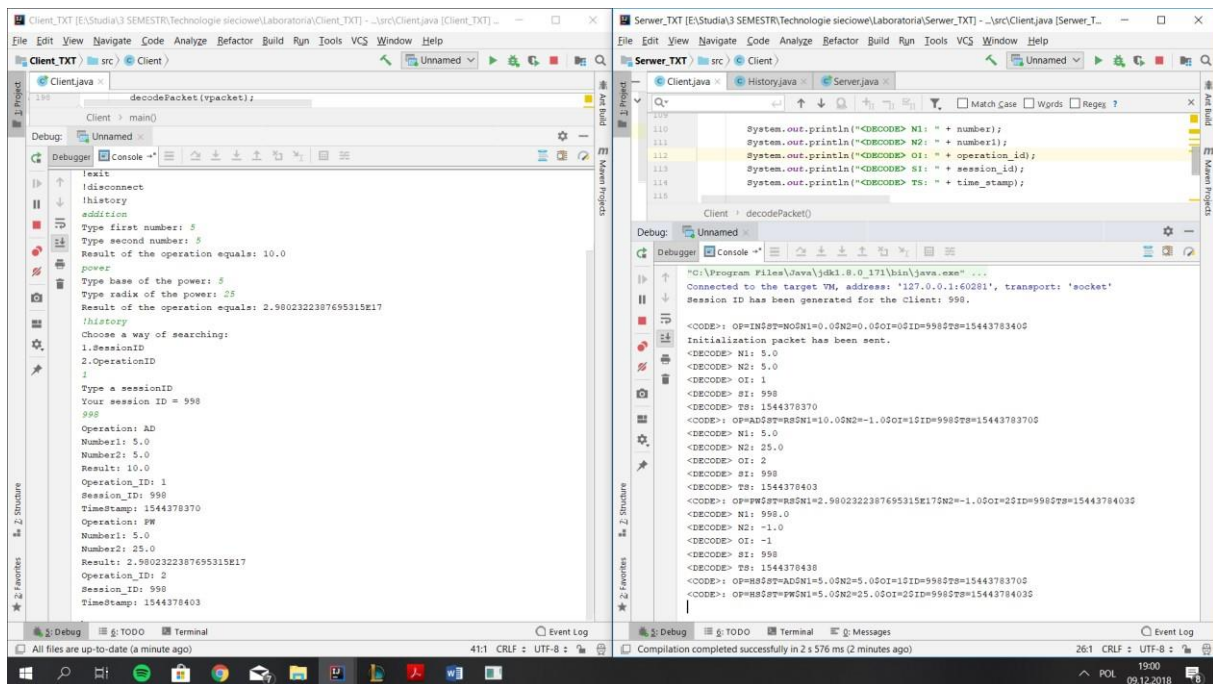 Client_TXT [E:\Studia\3 SEMESTR\Technologie sieciowe\Laboratoria\Client_TXT] - ...\src\Client.java [Client_TXT] ...
File Edit View Navigate Code Analyze Refactor Build Run Tools VCS Window Help
Client_TXT src Client Unnamed
Client.java
198 decodePacket(vpacket);
Client main()
Debug: Unnamed
Debugger Console
!exit
!disconnect
!history
addition
Type first number: 5
Type second number: 5
Result of the operation equals: 10.0
power
Type base of the power: 5
Type radix of the power: 25
Result of the operation equals: 2.9802322387695315E17
!history
Choose a way of searching:
1.SessionID
2.OperationID
1
Type a sessionID
Your session ID = 998
998
Operation: AD
Number1: 5.0
Number2: 5.0
Result: 10.0
Operation_ID: 1
Session_ID: 998
TimeStamp: 1544378370
Operation: PW
Number1: 5.0
Number2: 25.0
Result: 2.9802322387695315E17
Operation_ID: 2
Session_ID: 998
TimeStamp: 1544378403
1: Project
Z: Structure
2: Favorites
Ant Build
Maven Projects
5: Debug 6: TODO Terminal Event Log
All files are up-to-date (a minute ago) 41:1 CRLF UTF-8
Serwer_TXT [E:\Studia\3 SEMESTR\Technologie sieciowe\Laboratoria\Serwer_TXT] - ...\src\Client.java [Serwer_T...
File Edit View Navigate Code Analyze Refactor Build Run Tools VCS Window Help
Serwer_TXT src Client Unnamed
Client.java History.java Server.java
Match Case Words Regex ?
109
110 System.out.println("<DECODE> N1: " + number);
111 System.out.println("<DECODE> N2: " + number1);
112 System.out.println("<DECODE> OI: " + operation_id);
113 System.out.println("<DECODE> SI: " + session_id);
114 System.out.println("<DECODE> TS: " + time_stamp);
115
Client decodePacket()
Debug: Unnamed
Debugger Console
"C:\Program Files\Java\jdk1.8.0_171\bin\java.exe" ...
Connected to the target VM, address: '127.0.0.1:60281', transport: 'socket'
Session ID has been generated for the Client: 998.
<CODE>: OP=IN$ST=NO$N1=0.0$N2=0.0$OI=0$ID=998$TS=1544378340$
Initialization packet has been sent.
<DECODE> N1: 5.0
<DECODE> N2: 5.0
<DECODE> OI: 1
<DECODE> SI: 998
<DECODE> TS: 1544378370
<CODE>: OP=AD$ST=RS$N1=10.0$N2=-1.0$OI=1$ID=998$TS=1544378370$
<DECODE> N1: 5.0
<DECODE> N2: 25.0
<DECODE> OI: 2
<DECODE> SI: 998
<DECODE> TS: 1544378403
<CODE>: OP=PW$ST=RS$N1=2.9802322387695315E17$N2=-1.0$OI=2$ID=998$TS=1544378403$
<DECODE> N1: 998.0
<DECODE> N2: -1.0
<DECODE> OI: -1
<DECODE> SI: 998
<DECODE> TS: 1544378438
<CODE>: OP=HS$ST=AD$N1=5.0$N2=5.0$OI=1$ID=998$TS=1544378370$
<CODE>: OP=HS$ST=PW$N1=5.0$N2=25.0$OI=2$ID=998$TS=1544378403$
1: Project
Z: Structure
2: Favorites
Ant Build
Maven Projects
5: Debug 6: TODO Terminal 0: Messages Event Log
Compilation completed successfully in 2 s 576 ms (2 minutes ago) 26:1 CRLF UTF-8
POL 19:00
09.12.2018